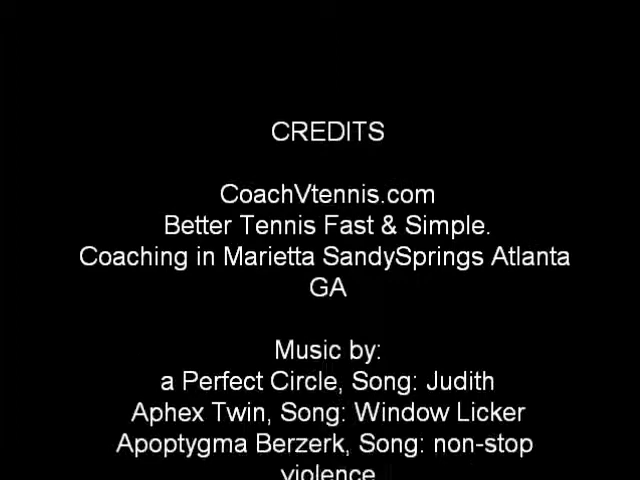 CREDITS
CoachVtennis.com
Better Tennis Fast & Simple.
Coaching in Marietta SandySprings Atlanta
GA
Music by:
a Perfect Circle, Song: Judith
Aphex Twin, Song: Window Licker
Apoptygma Berzerk, Song: non-stop
violence